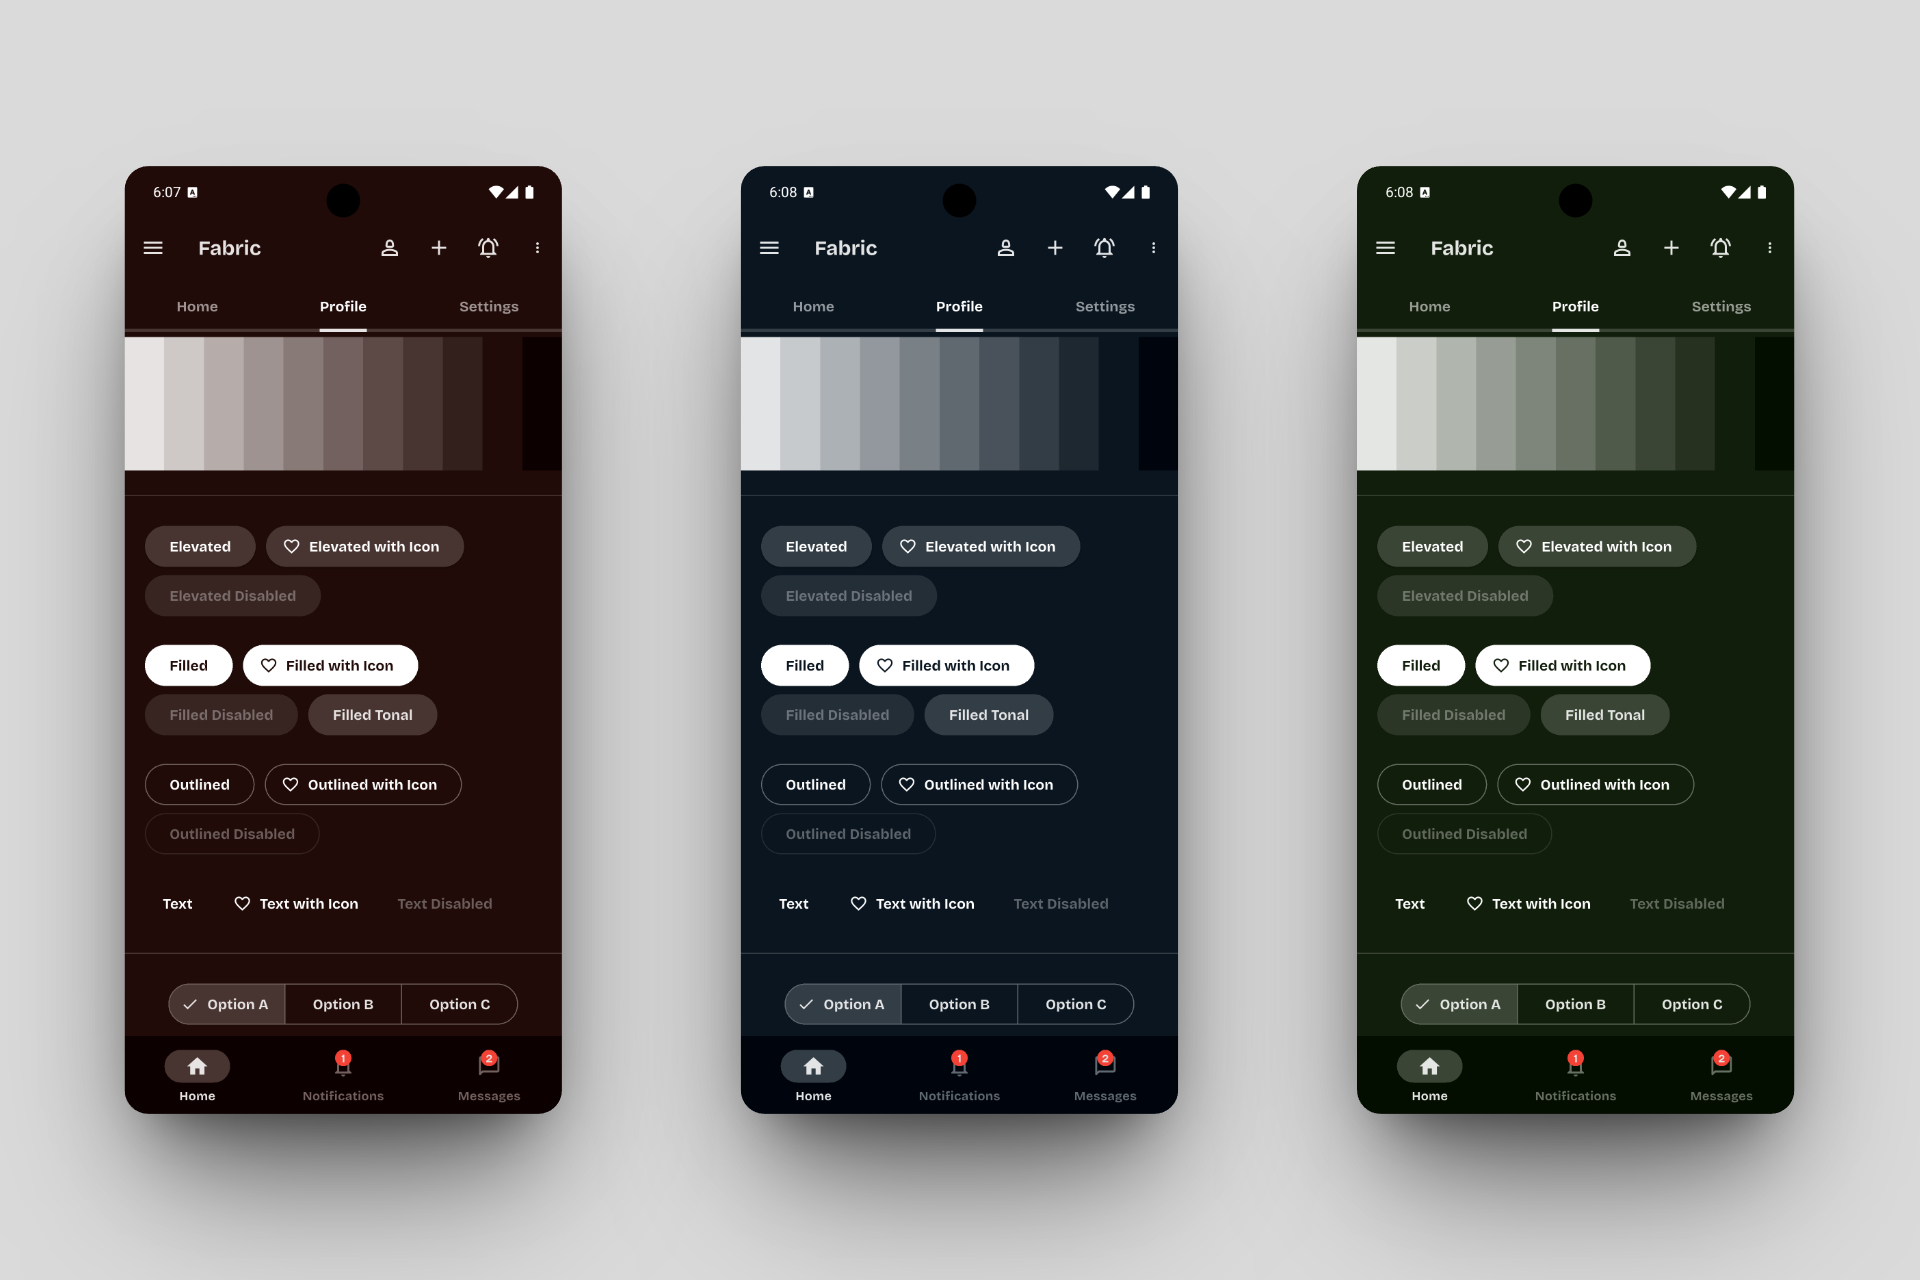 6:07
Fabric
Home Profile Settings
Elevated Elevated with Icon
Elevated Disabled
Filled Filled with Icon
Filled Disabled Filled Tonal
Outlined Outlined with Icon
Outlined Disabled
Text Text with Icon Text Disabled
Option A Option B Option C
1 2
Home Notifications Messages
6:08
Fabric
Home Profile Settings
Elevated Elevated with Icon
Elevated Disabled
Filled Filled with Icon
Filled Disabled Filled Tonal
Outlined Outlined with Icon
Outlined Disabled
Text Text with Icon Text Disabled
Option A Option B Option C
1 2
Home Notifications Messages
6:08
Fabric
Home Profile Settings
Elevated Elevated with Icon
Elevated Disabled
Filled Filled with Icon
Filled Disabled Filled Tonal
Outlined Outlined with Icon
Outlined Disabled
Text Text with Icon Text Disabled
Option A Option B Option C
1 2
Home Notifications Messages